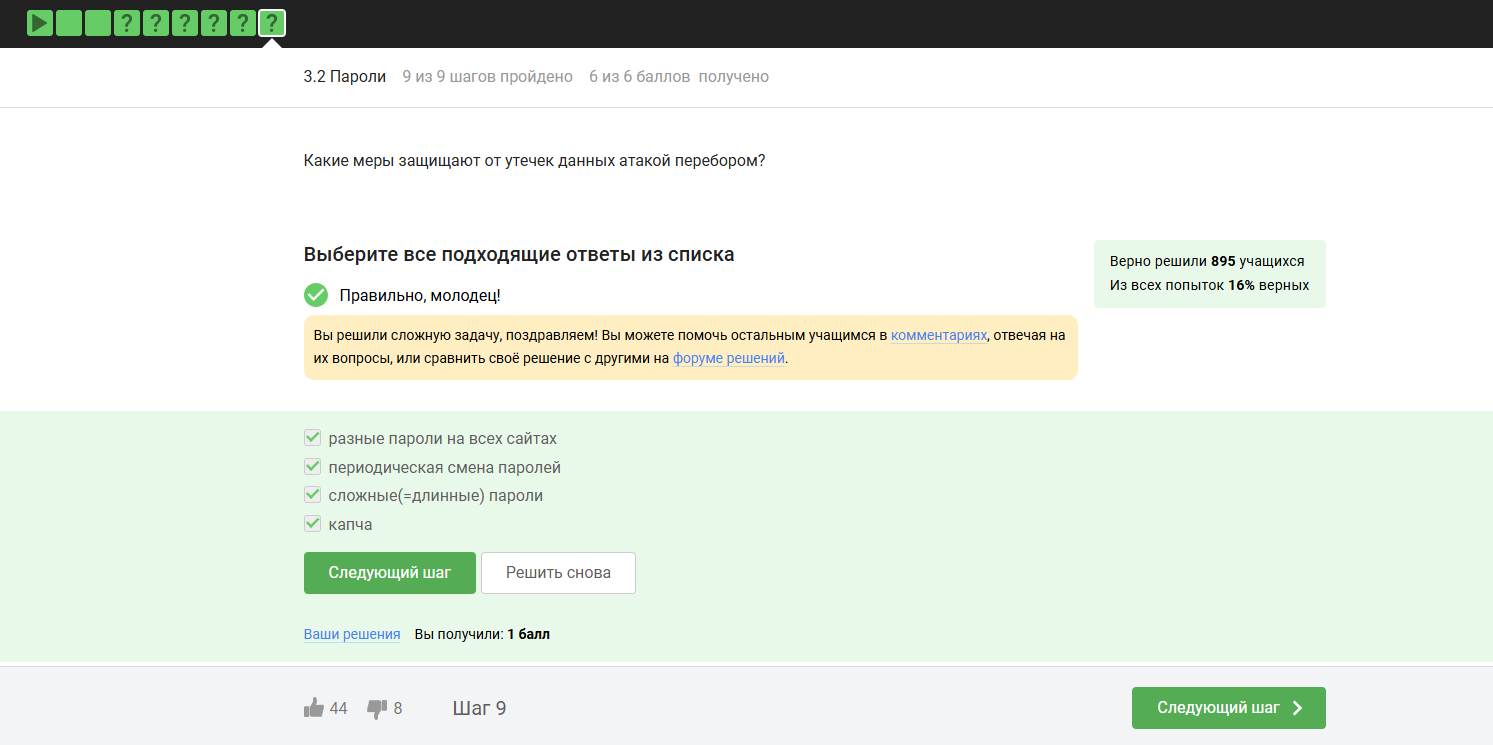 ? ? ? ? ? ?
3.2 Пароли 9 из 9 шагов пройдено 6 из 6 баллов получено
Какие меры защищают от утечек данных атакой перебором?
Выберите все подходящие ответы из списка
Правильно, молодец!
Вы решили сложную задачу, поздравляем! Вы можете помочь остальным учащимся в комментариях, отвечая на
их вопросы, или сравнить своё решение с другими на форуме решений.
Верно решили 895 учащихся
Из всех попыток 16% верных
разные пароли на всех сайтах
периодическая смена паролей
сложные(=длинные) пароли
капча
Следующий шаг Решить снова
Ваши решения Вы получили: 1 балл
44 8 Шаг 9 Следующий шаг